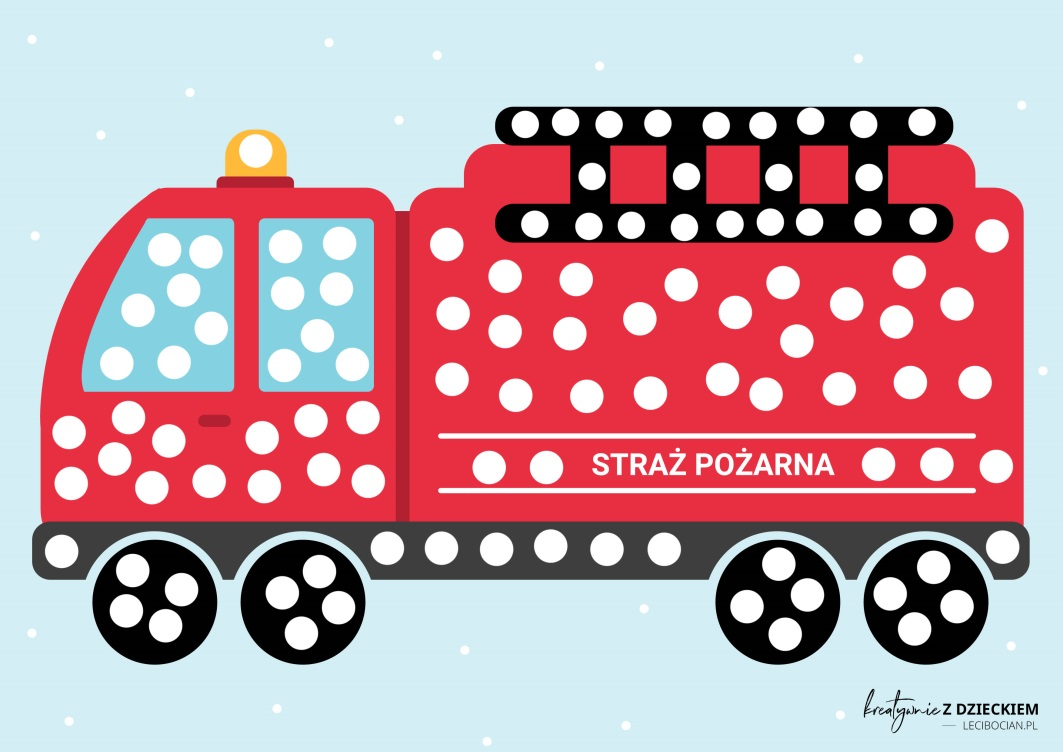 STRAŻ POŻARNA
kreatywnie Z DZIECKIEM
LECIBOCIAN.PL